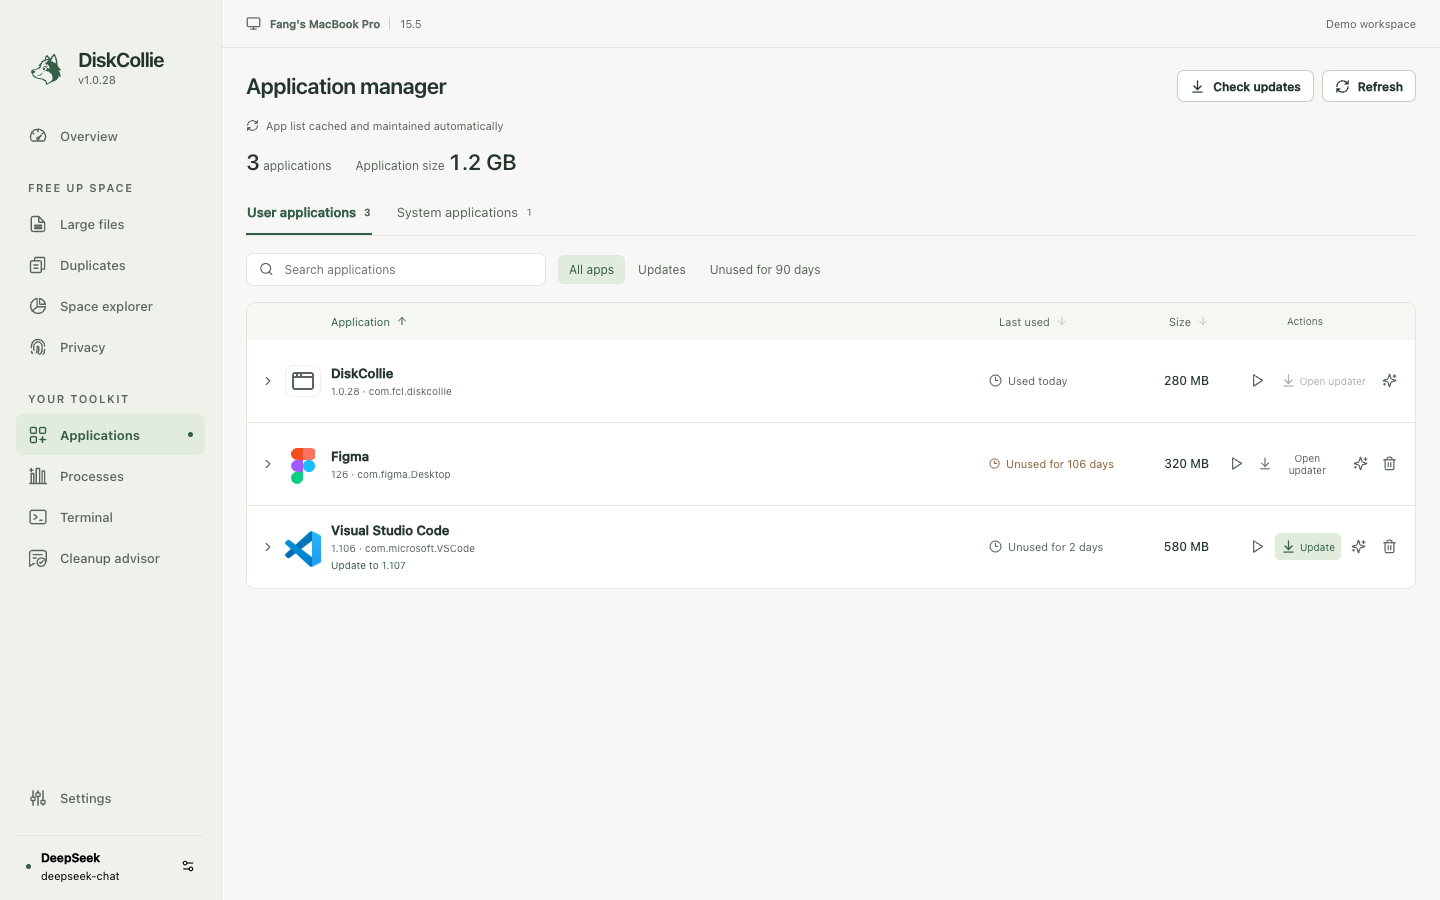 DiskCollie
v1.0.28
Overview
FREE UP SPACE
Large files
Duplicates
Space explorer
Privacy
YOUR TOOLKIT
Applications
Processes
Terminal
Cleanup advisor
Settings
DeepSeek
deepseek-chat
Fang's MacBook Pro 15.5
Demo workspace
Application manager
Check updates
Refresh
App list cached and maintained automatically
3 applications Application size 1.2 GB
User applications 3 System applications 1
Search applications
All apps Updates Unused for 90 days
Application Last used Size Actions
DiskCollie
1.0.28 · com.fcl.diskcollie
Used today
280 MB
Open updater
Figma
126 · com.figma.Desktop
Unused for 106 days
320 MB
Open
updater
Visual Studio Code
1.106 · com.microsoft.VSCode
Update to 1.107
Unused for 2 days
580 MB
Update